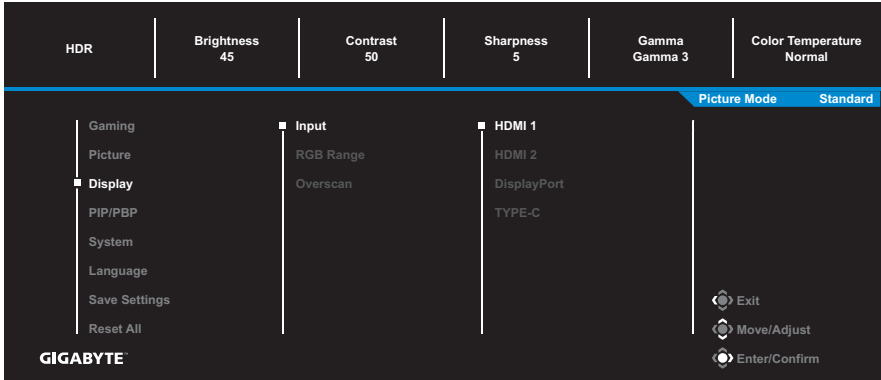 HDR
Brightness
45
Contrast
50
Sharpness
5
Gamma
Gamma 3
Color Temperature
Normal
Picture Mode Standard
Gaming
Picture
Display
PIP/PBP
System
Language
Save Settings
Reset All
Input
RGB Range
Overscan
HDMI 1
HDMI 2
DisplayPort
TYPE-C
Exit
Move/Adjust
Enter/Confirm
GIGABYTE™